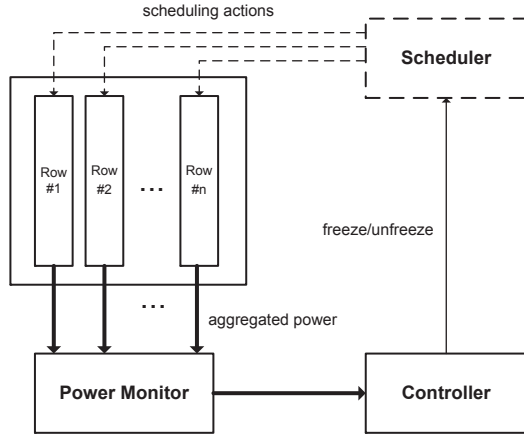 scheduling actions
Scheduler
Row
#1
Row
#2
...
Row
#n
freeze/unfreeze
...
aggregated power
Power Monitor
Controller